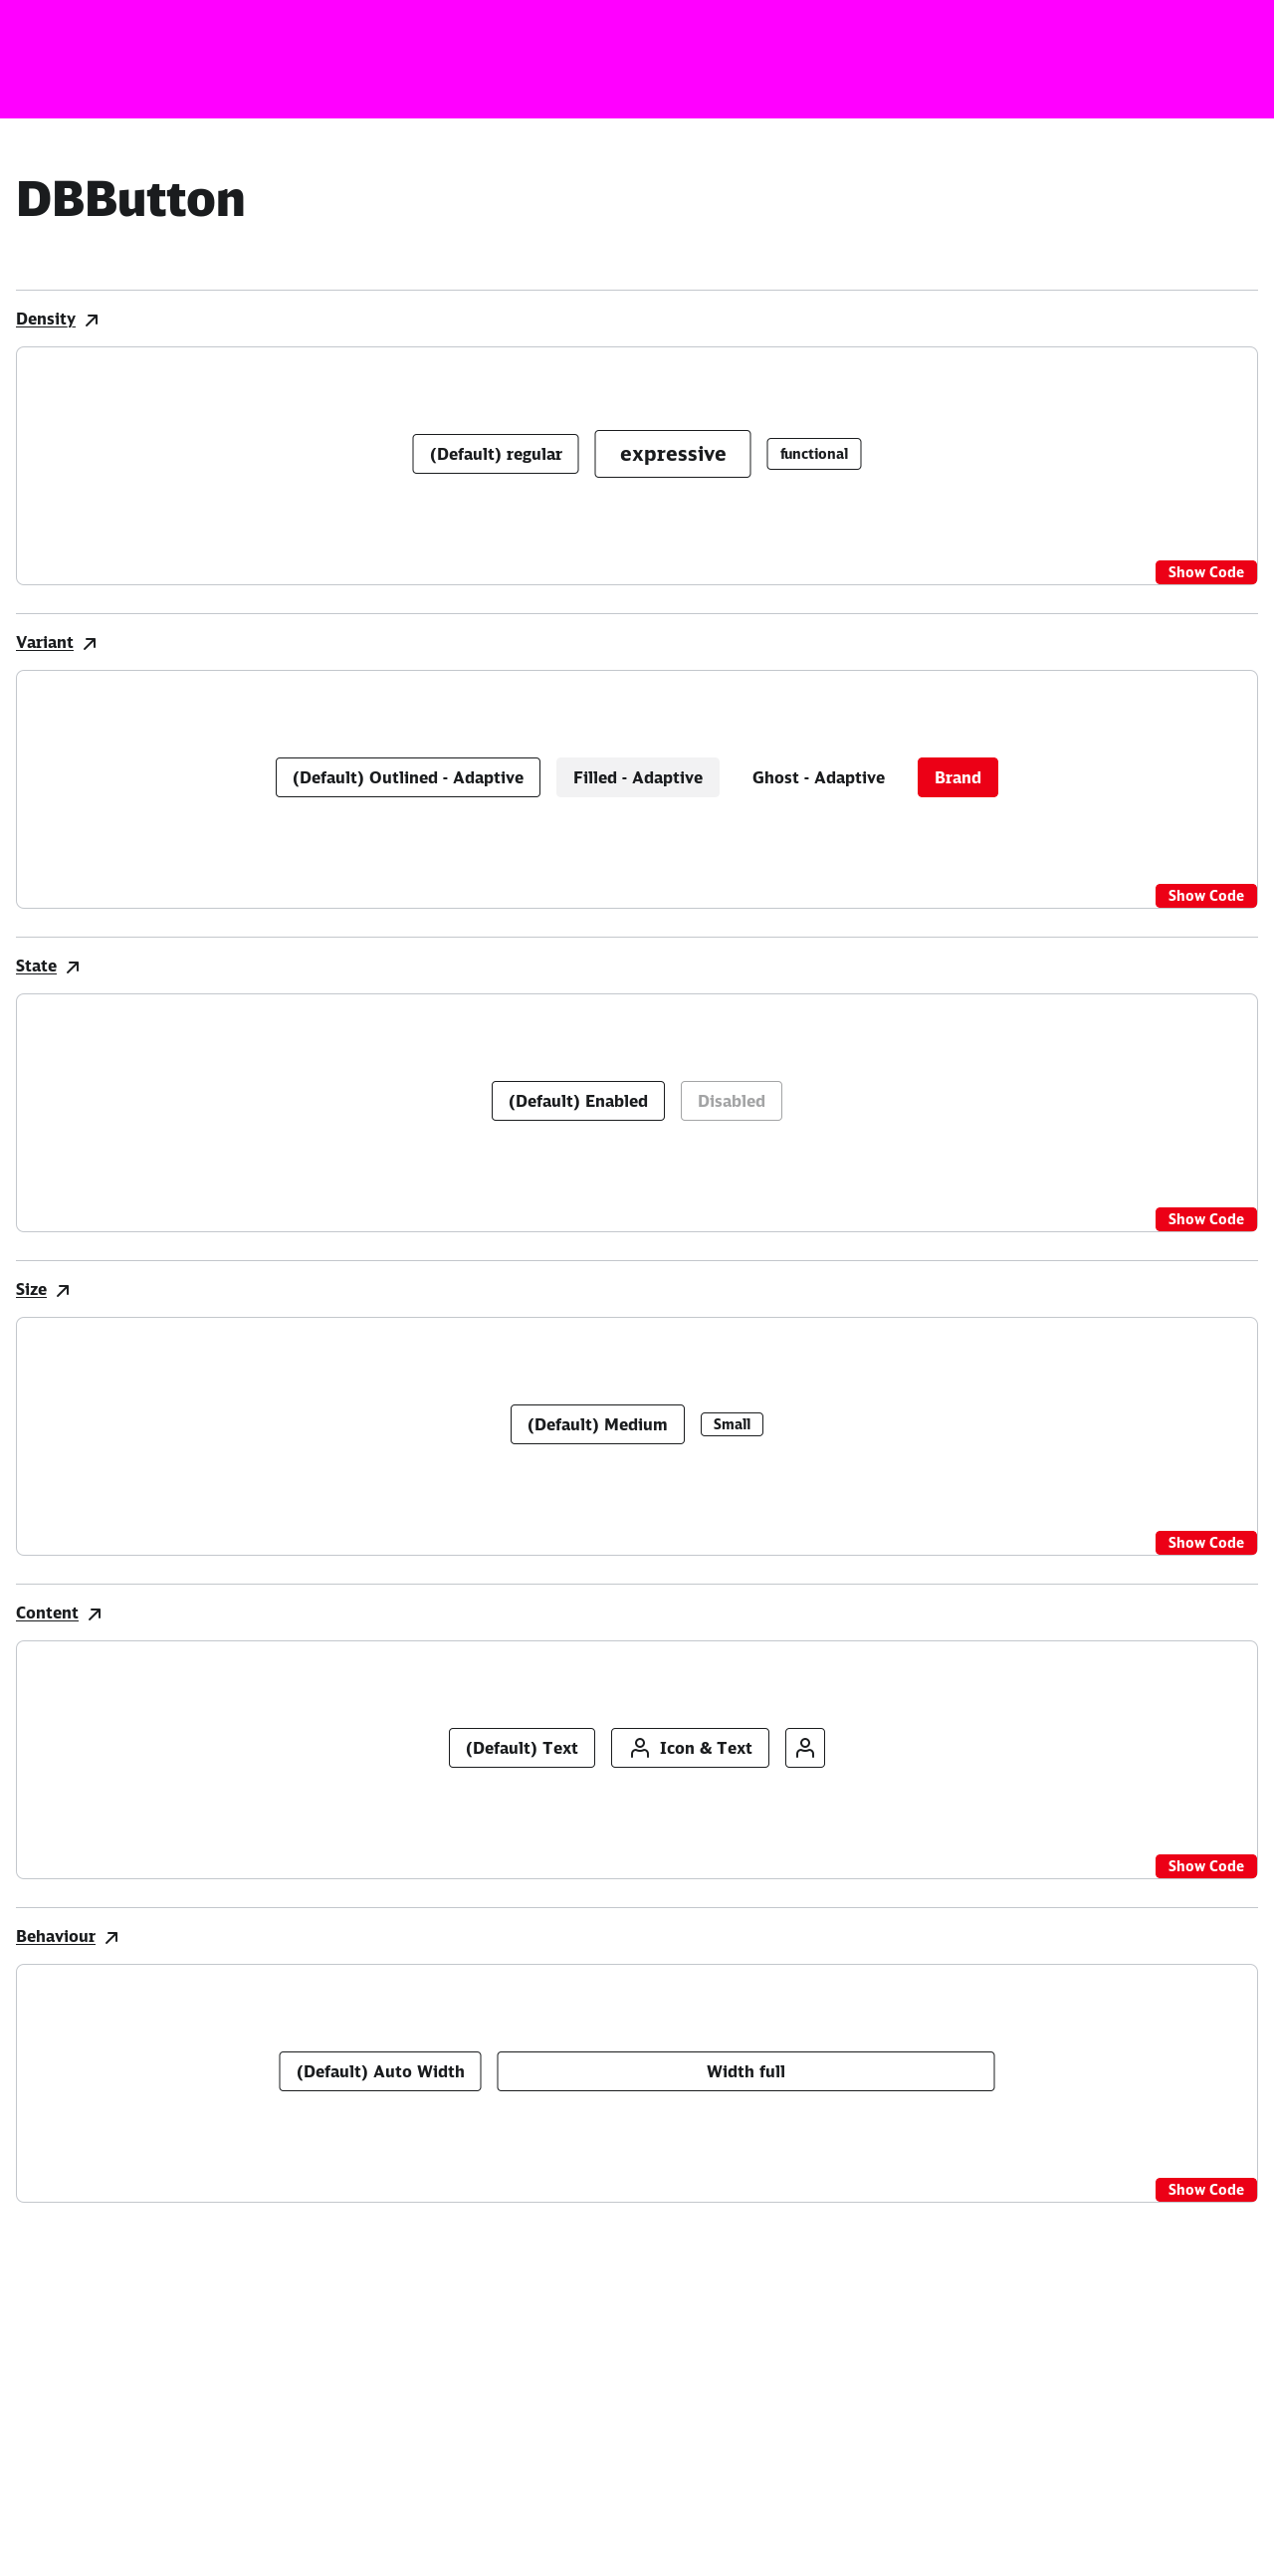 DBButton
Density
(Default) regular expressive functional
Show Code
Variant
(Default) Outlined - Adaptive Filled - Adaptive Ghost - Adaptive Brand
Show Code
State
(Default) Enabled Disabled
Show Code
Size
(Default) Medium Small
Show Code
Content
(Default) Text Icon & Text
Show Code
Behaviour
(Default) Auto Width Width full
Show Code